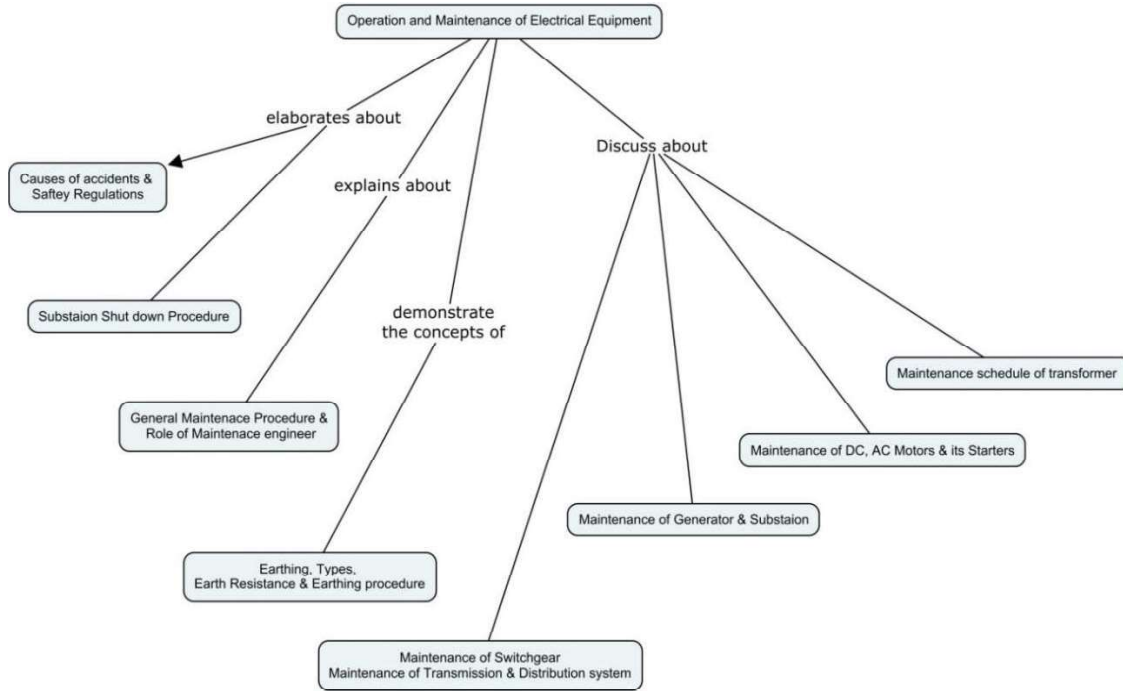 Operation and Maintenance of Electrical Equipment
elaborates about
Discuss about
Causes of accidents &
Saftey Regulations
explains about
Substaion Shut down Procedure
demonstrate
the concepts of
Maintenance schedule of transformer
General Maintenace Procedure &
Role of Maintenace engineer
Maintenance of DC, AC Motors & its Starters
Maintenance of Generator & Substaion
Earthing, Types,
Earth Resistance & Earthing procedure
Maintenance of Switchgear
Maintenance of Transmission & Distribution system